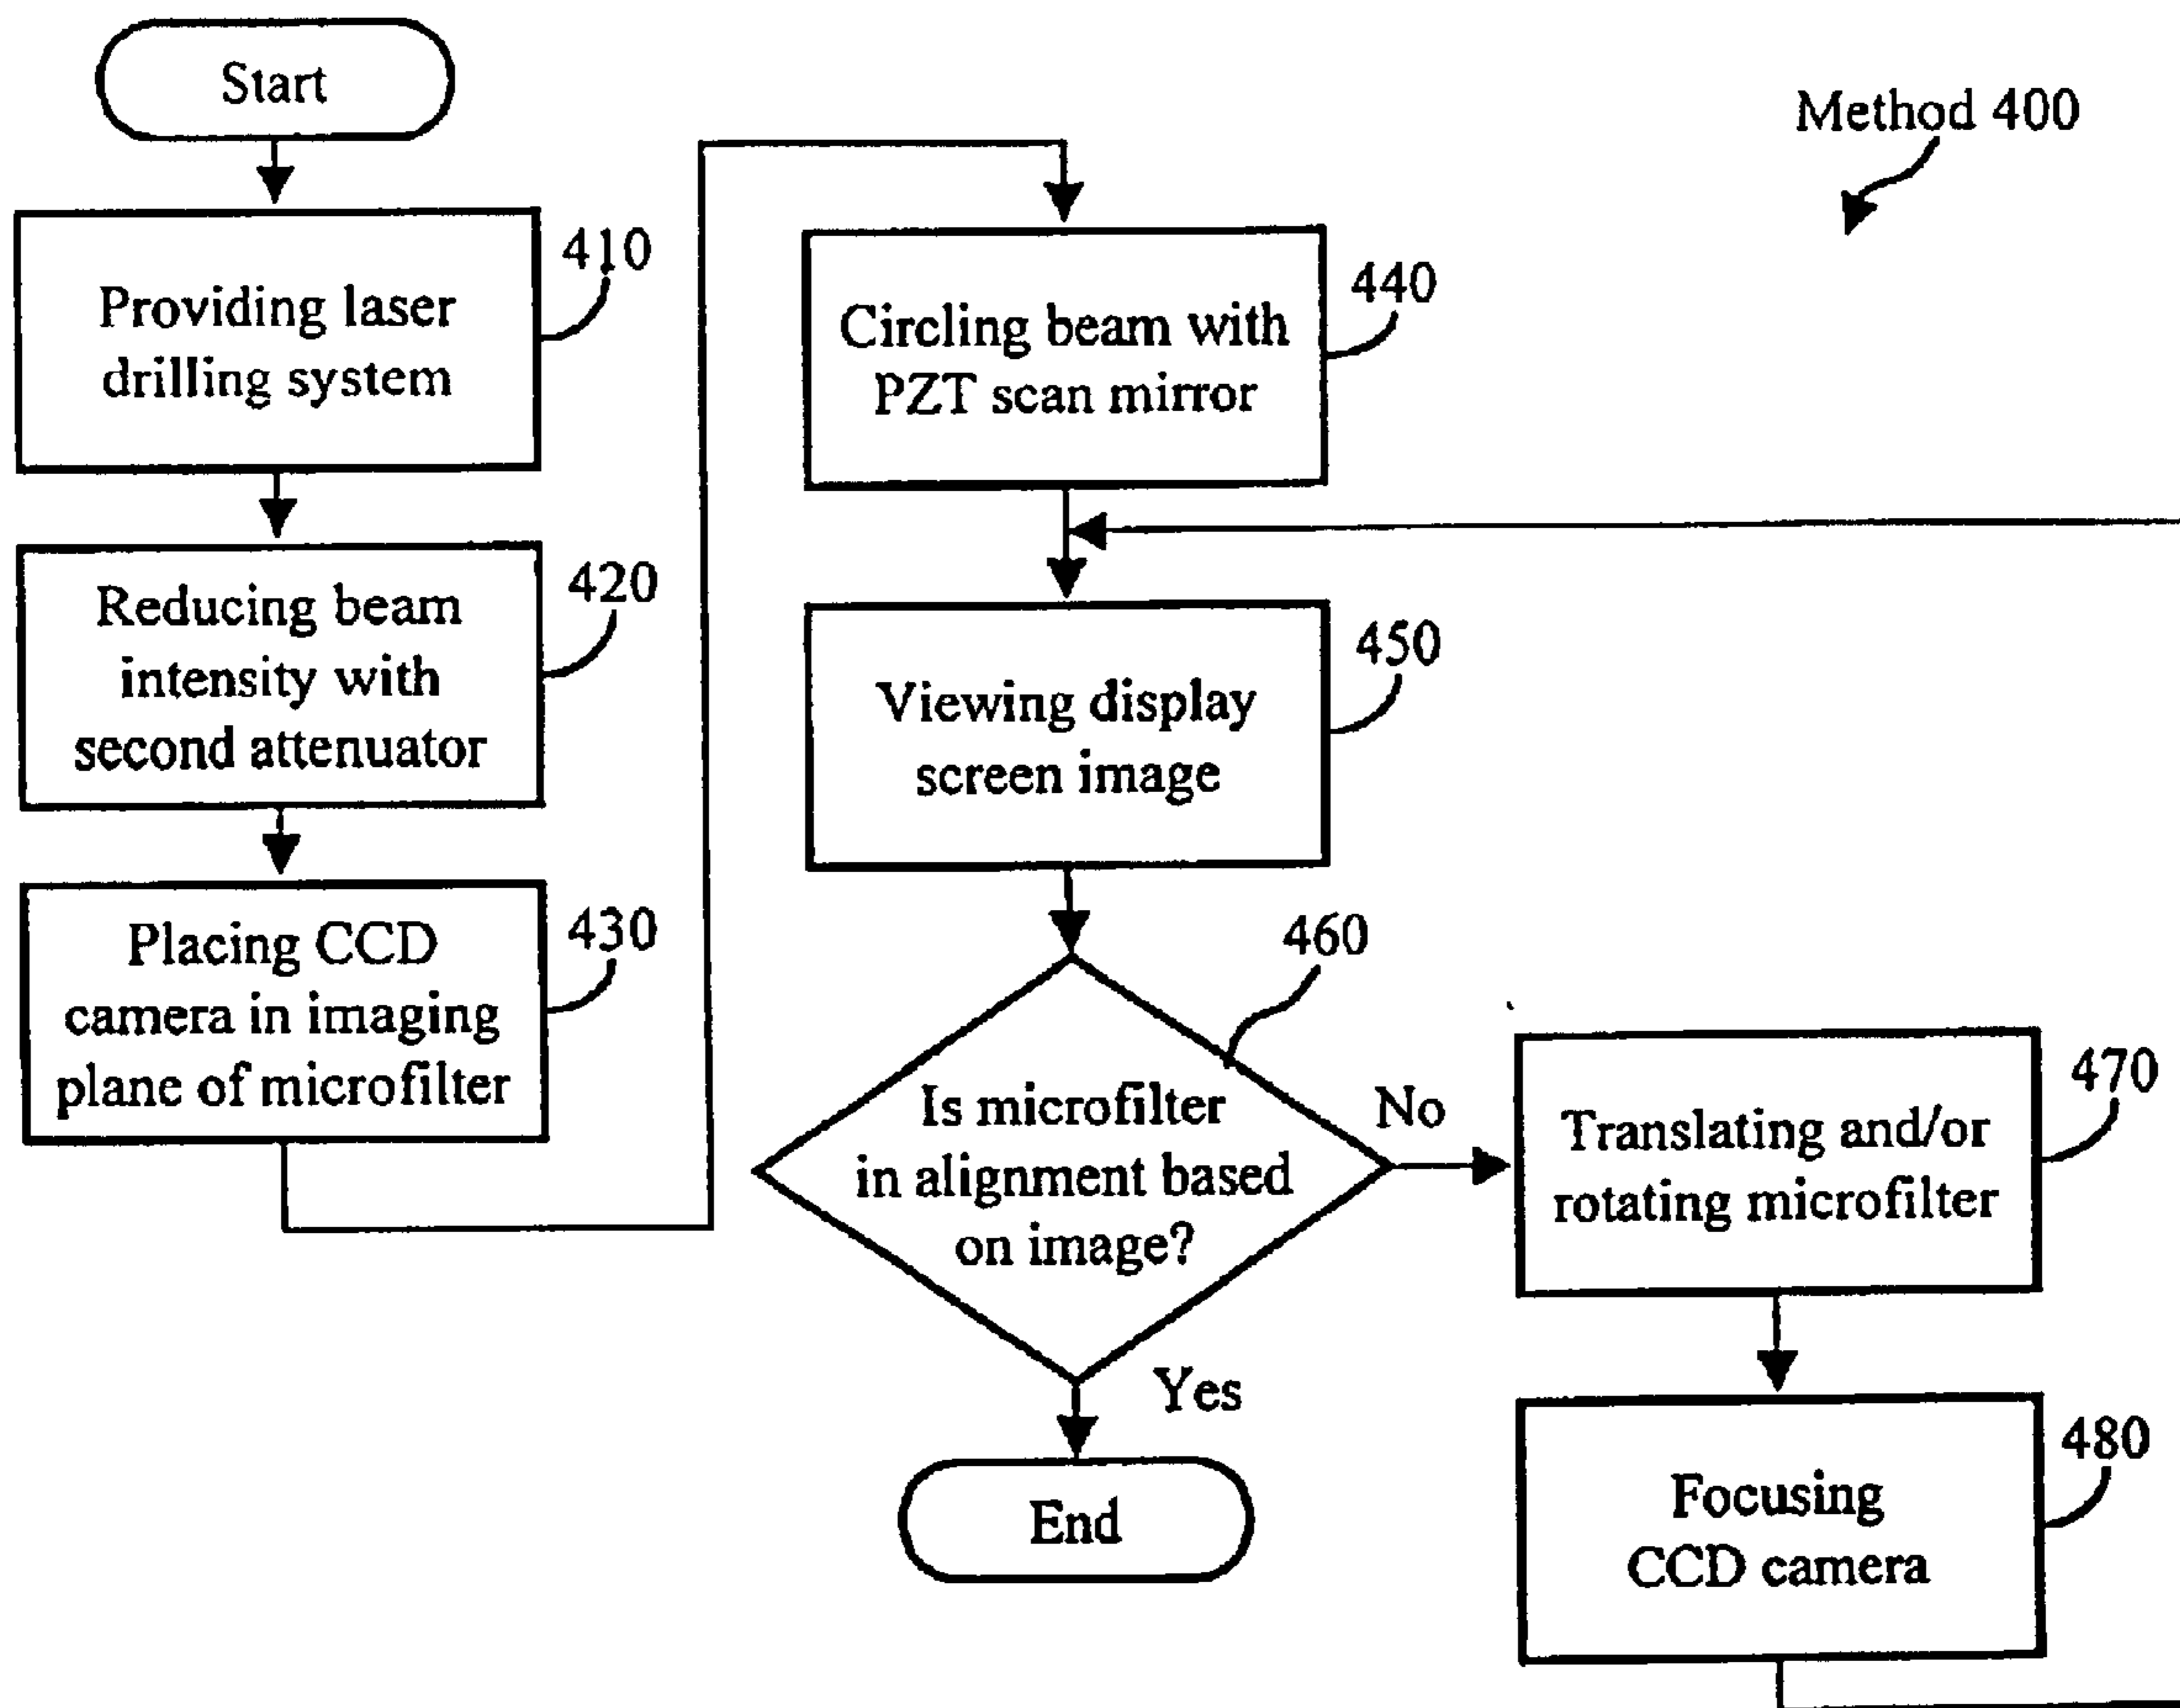 Start
Method 400
410
Providing laser
drilling system
420
Reducing beam
intensity with
second attenuator
430
Placing CCD
camera in imaging
plane of microfilter
440
Circling beam with
PZT scan mirror
450
Viewing display
screen image
460
Is microfilter
in alignment based
on image?
No
Yes
End
470
Translating and/or
rotating microfilter
480
Focusing
CCD camera